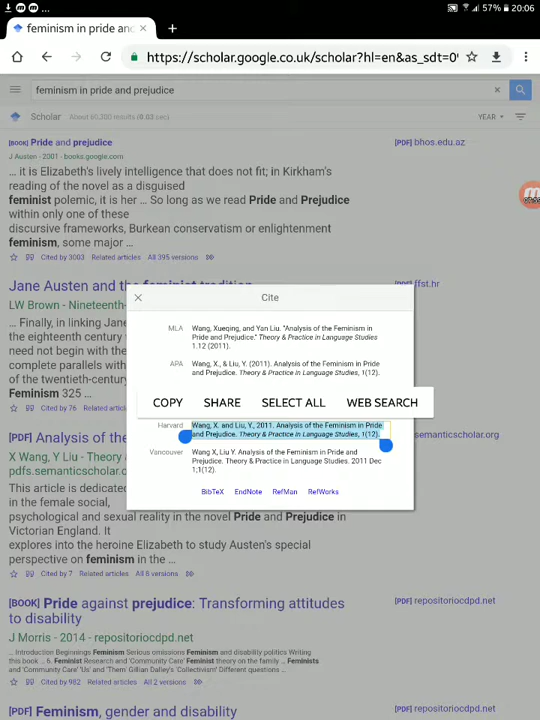 57% 20:06
feminism in pride and
https://scholar.google.co.uk/scholar?hl=en&as_sdt=0
feminism in pride and prejudice
Scholar About 60,200 results (0.03 sec) YEAR
[BOOK] Pride and prejudice
[PDF] bhos.edu.az
J Austen - 2001 - books.google.com
... it is Elizabeth's lively intelligence that does not fit; in Kirkham's
reading of the novel as a disguised
feminist polemic, it is her ... So long as we read Pride and Prejudice
within only one of these
discursive frameworks, Burkean conservatism or enlightenment
feminism, some major ...
Cited by 3003 Related articles All 395 versions
Jane Austen and the feminist tradition
ffst.hr
LW Brown - Nineteenth-
... Finally, in linking Jane
the eighteenth century
need not begin with the
complete parallels with
of the twentieth-century
Feminism 325 ...
Cited by 76 Related articles
Cite
MLA Wang, Xueqing, and Yan Liu. "Analysis of the Feminism in
Pride and Prejudice." Theory & Practice in Language Studies
1.12 (2011).
APA Wang, X., & Liu, Y. (2011). Analysis of the Feminism in Pride
and Prejudice. Theory & Practice in Language Studies, 1(12).
COPY SHARE SELECT ALL WEB SEARCH
Harvard Wang, X. and Liu, Y., 2011. Analysis of the Feminism in Pride
and Prejudice. Theory & Practice in Language Studies, 1(12).
Vancouver Wang X, Liu Y. Analysis of the Feminism in Pride and
Prejudice. Theory & Practice in Language Studies. 2011 Dec
1;1(12).
BibTeX EndNote RefMan RefWorks
[PDF] Analysis of the
semanticscholar.org
X Wang, Y Liu - Theory
pdfs.semanticscholar.
This article is dedicated
in the female social,
psychological and sexual reality in the novel Pride and Prejudice in
Victorian England. It
explores into the heroine Elizabeth to study Austen's special
perspective on feminism in the ...
Cited by 7 Related articles All 6 versions
[BOOK] Pride against prejudice: Transforming attitudes
to disability
[PDF] repositoriocdpd.net
J Morris - 2014 - repositoriocdpd.net
... Introduction Beginnings Feminism Serious omissions Feminism and disability politics Writing
this book ... 6. Feminist Research and 'Community Care' Feminist theory on the family ... Feminists
and 'Community Care' 'Us' and 'Them' Gillian Dalley's 'Collectivism' Different questions ...
Cited by 982 Related articles All 2 versions
[PDF] Feminism, gender and disability
[PDF] repositoriocdpd.net